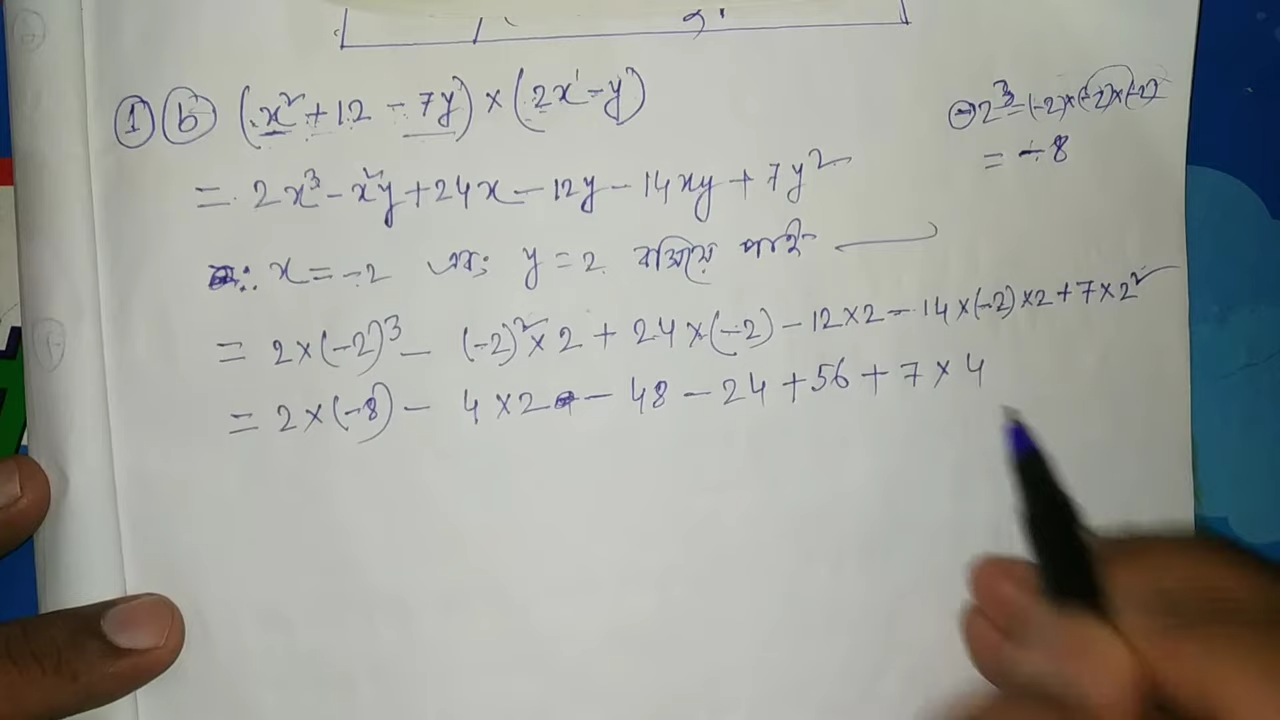 ① ⓑ (x² + 12 - 7y) × (2x - y)
= 2x³ - x²y + 24x - 12y - 14xy + 7y²
∴ x = -2 এবং y = 2 বসিয়ে পাই-
= 2×(-2)³ - (-2)²×2 + 24×(-2) - 12×2 - 14×(-2)×2 + 7×2²
= 2×(-8) - 4×2 - 48 - 24 + 56 + 7×4
-2³ = (-2)×(-2)×(-2)
= -8